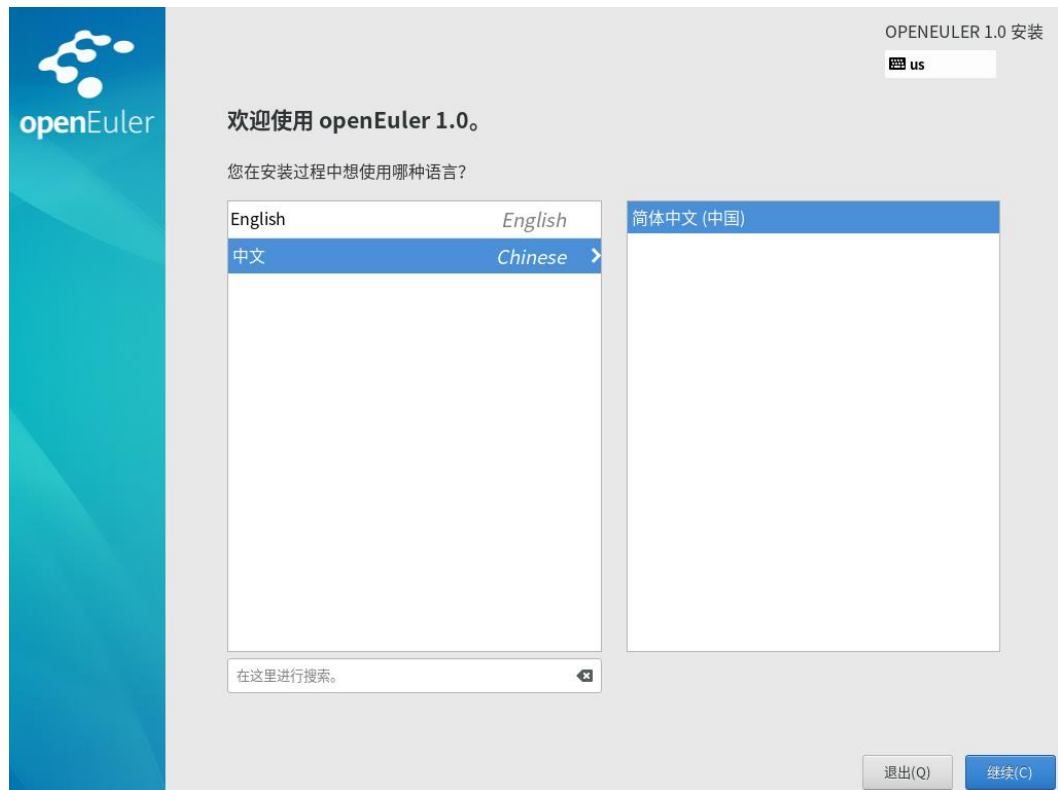 openEuler
OPENEULER 1.0 安装
us
欢迎使用 openEuler 1.0。
您在安装过程中想使用哪种语言?
English English
中文 Chinese
简体中文 (中国)
在这里进行搜索。
退出(Q) 继续(C)